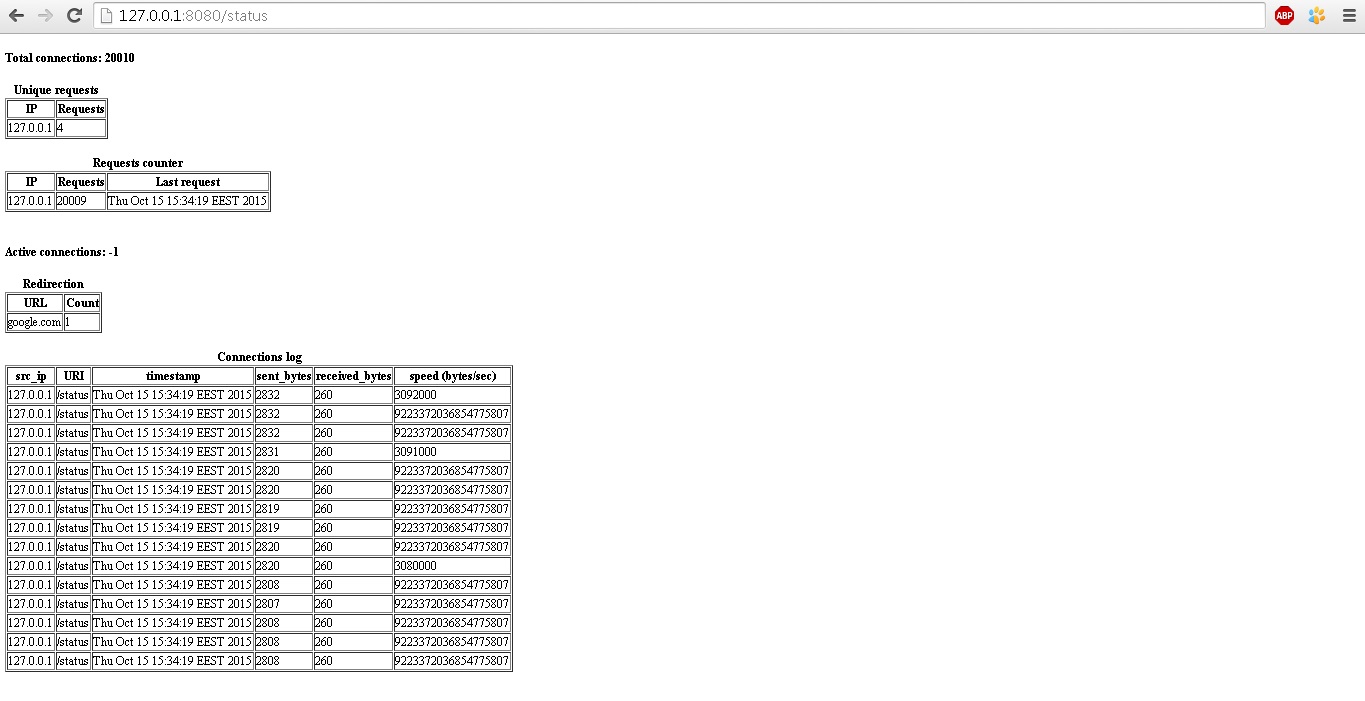 127.0.0.1:8080/status
ABP
Total connections: 20010
Unique requests
IP Requests
127.0.0.1 4
Requests counter
IP Requests Last request
127.0.0.1 20009 Thu Oct 15 15:34:19 EEST 2015
Active connections: -1
Redirection
URL Count
google.com 1
Connections log
src_ip URI timestamp sent_bytes received_bytes speed (bytes/sec)
127.0.0.1 /status Thu Oct 15 15:34:19 EEST 2015 2832 260 3092000
127.0.0.1 /status Thu Oct 15 15:34:19 EEST 2015 2832 260 9223372036854775807
127.0.0.1 /status Thu Oct 15 15:34:19 EEST 2015 2832 260 9223372036854775807
127.0.0.1 /status Thu Oct 15 15:34:19 EEST 2015 2831 260 3091000
127.0.0.1 /status Thu Oct 15 15:34:19 EEST 2015 2820 260 9223372036854775807
127.0.0.1 /status Thu Oct 15 15:34:19 EEST 2015 2820 260 9223372036854775807
127.0.0.1 /status Thu Oct 15 15:34:19 EEST 2015 2819 260 9223372036854775807
127.0.0.1 /status Thu Oct 15 15:34:19 EEST 2015 2819 260 9223372036854775807
127.0.0.1 /status Thu Oct 15 15:34:19 EEST 2015 2820 260 9223372036854775807
127.0.0.1 /status Thu Oct 15 15:34:19 EEST 2015 2820 260 3080000
127.0.0.1 /status Thu Oct 15 15:34:19 EEST 2015 2808 260 9223372036854775807
127.0.0.1 /status Thu Oct 15 15:34:19 EEST 2015 2807 260 9223372036854775807
127.0.0.1 /status Thu Oct 15 15:34:19 EEST 2015 2808 260 9223372036854775807
127.0.0.1 /status Thu Oct 15 15:34:19 EEST 2015 2808 260 9223372036854775807
127.0.0.1 /status Thu Oct 15 15:34:19 EEST 2015 2808 260 9223372036854775807